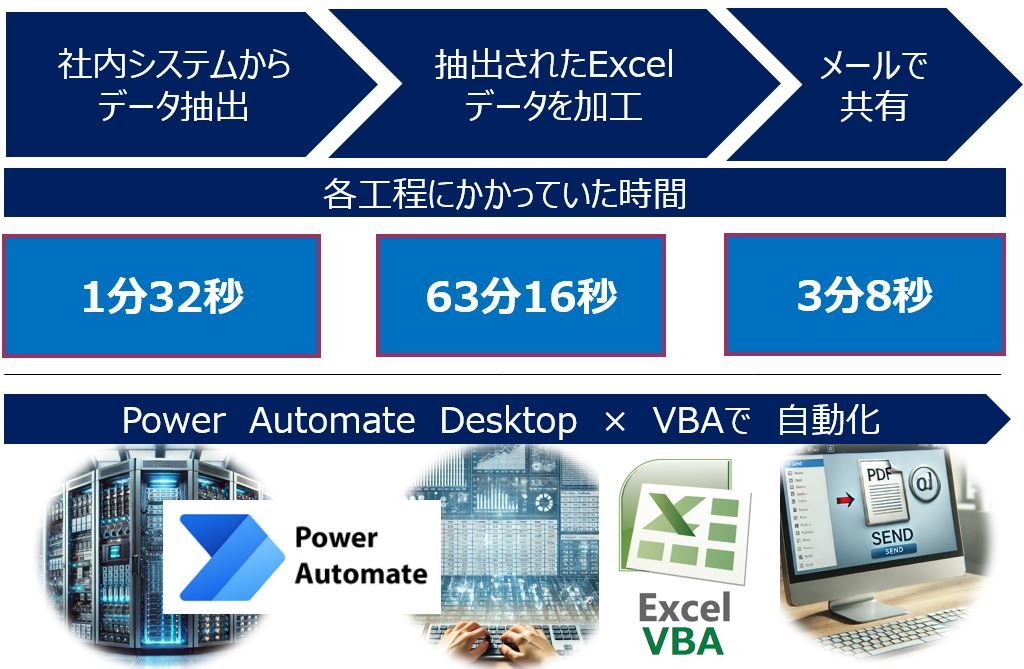 社内システムから
データ抽出
抽出されたExcel
データを加工
メールで
共有
各工程にかかっていた時間
1分32秒
63分16秒
3分8秒
Power Automate Desktop × VBAで 自動化
Power
Automate
Excel
VBA
PDF
@
SEND
SEND